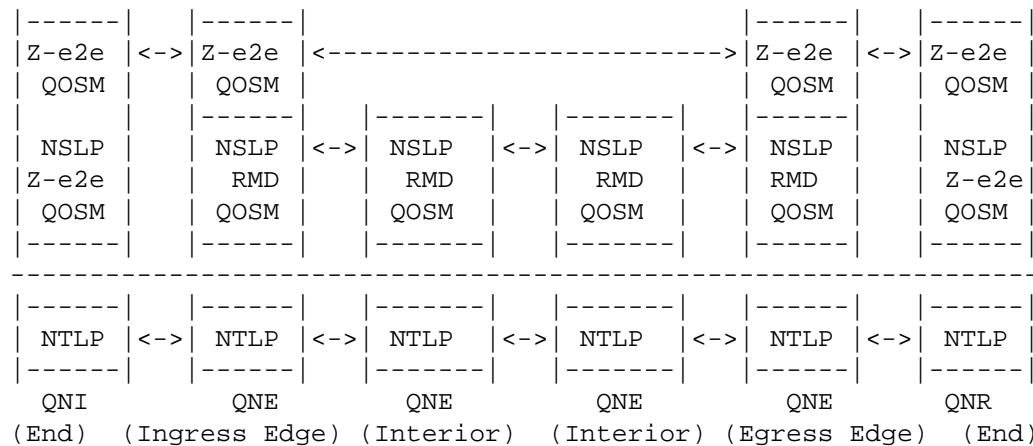 |------|   |------|                           |------|   |------|
|Z-e2e |<->|Z-e2e |<------------------------->|Z-e2e |<->|Z-e2e |
| QOSM |   | QOSM |                           | QOSM |   | QOSM |
|      |   |------|   |-------|   |-------|   |------|   |      |
| NSLP |   | NSLP |<->| NSLP  |<->| NSLP  |<->| NSLP |   | NSLP |
|Z-e2e |   |  RMD |   |  RMD  |   |  RMD  |   | RMD  |   | Z-e2e|
| QOSM |   | QOSM |   | QOSM  |   | QOSM  |   | QOSM |   | QOSM |
|------|   |------|   |-------|   |-------|   |------|   |------|
-----------------------------------------------------------------
|------|   |------|   |-------|   |-------|   |------|   |------|
| NTLP |<->| NTLP |<->| NTLP  |<->| NTLP  |<->| NTLP |<->| NTLP |
|------|   |------|   |-------|   |-------|   |------|   |------|
  QNI         QNE        QNE         QNE         QNE       QNR
(End)  (Ingress Edge) (Interior)  (Interior) (Egress Edge)  (End)